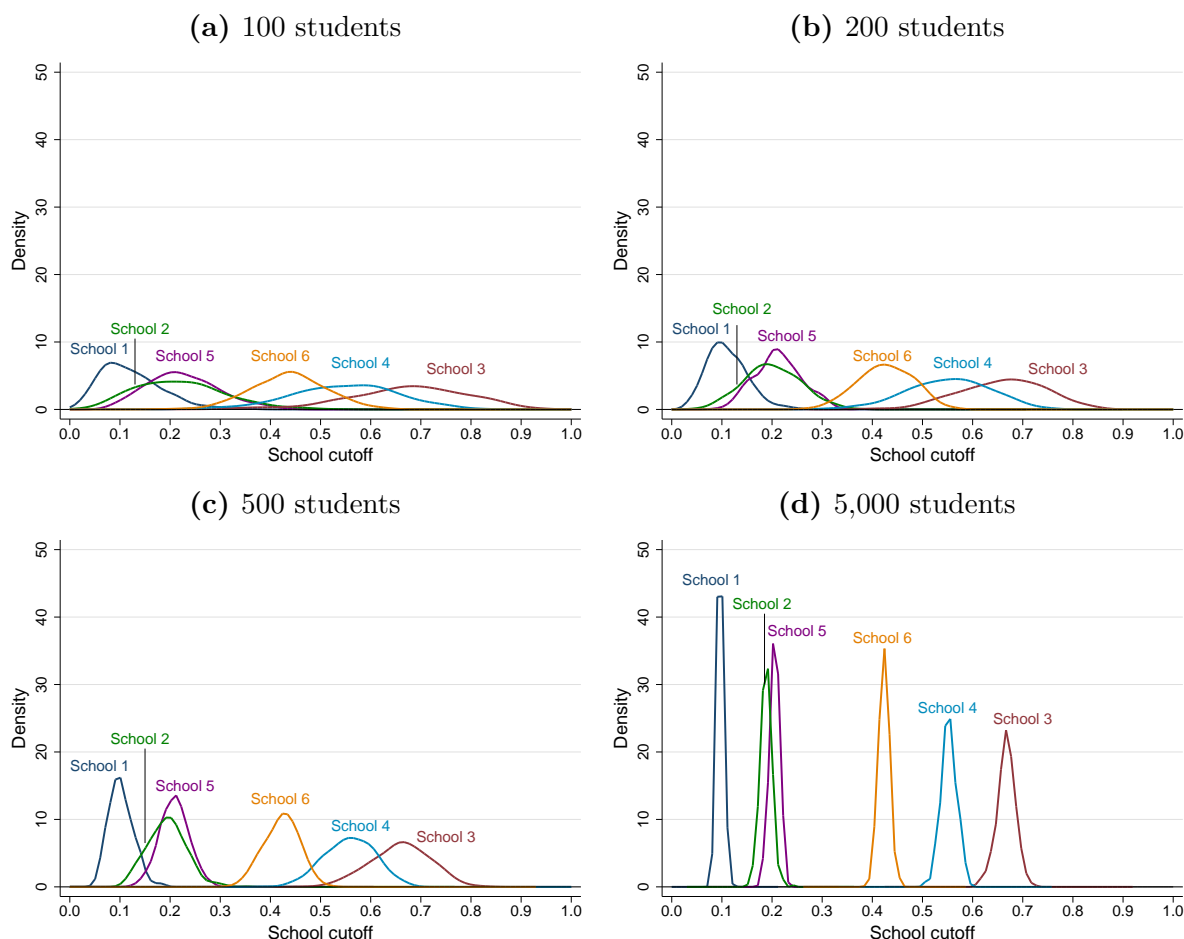 (a) 100 students
50
40
30
20
10
0
Density
School 1
School 2
School 5
School 6
School 4
School 3
0.0 0.1 0.2 0.3 0.4 0.5 0.6 0.7 0.8 0.9 1.0
School cutoff
(b) 200 students
50
40
30
20
10
0
Density
School 1
School 2
School 5
School 6
School 4
School 3
0.0 0.1 0.2 0.3 0.4 0.5 0.6 0.7 0.8 0.9 1.0
School cutoff
(c) 500 students
50
40
30
20
10
0
Density
School 1
School 2
School 5
School 6
School 4
School 3
0.0 0.1 0.2 0.3 0.4 0.5 0.6 0.7 0.8 0.9 1.0
School cutoff
(d) 5,000 students
50
40
30
20
10
0
Density
School 1
School 2
School 5
School 6
School 4
School 3
0.0 0.1 0.2 0.3 0.4 0.5 0.6 0.7 0.8 0.9 1.0
School cutoff